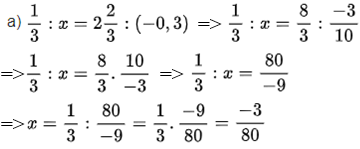 a) 1/3 : x = 2 2/3 : (−0,3) => 1/3 : x = 8/3 : −3/10
=> 1/3 : x = 8/3 . 10/−3 => 1/3 : x = 80/−9
=> x = 1/3 : 80/−9 = 1/3 . −9/80 = −3/80